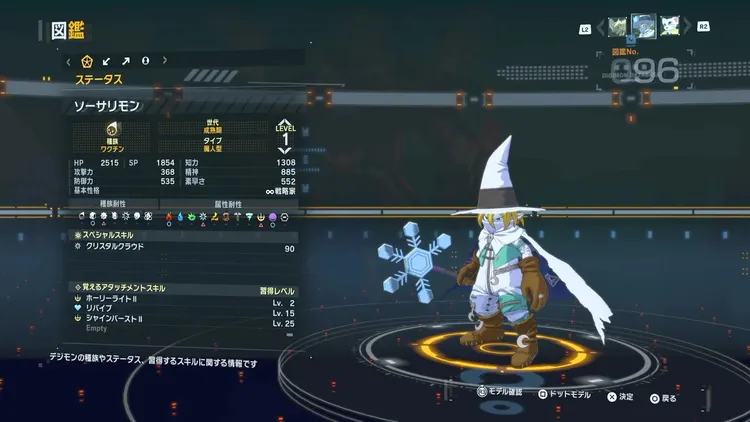 図鑑
L2
R2
図鑑No.
096
ステータス
ソーサリモン
種族
ワクチン
世代
成熟期
タイプ
魔人型
LEVEL
1
HP 2515 SP 1854 知力 1308
攻撃力 368 精神 885
防御力 535 素早さ 552
基本性格 戦略家
種族耐性 属性耐性
スペシャルスキル
クリスタルクラウド 90
覚えるアタッチメントスキル 習得レベル
ホーリーライトⅡ Lv. 2
リバイブ Lv. 15
シャインバーストⅡ Lv. 25
Empty
デジモンの種族やステータス、習得するスキルに関する情報です
モデル確認 ドットモデル 決定 戻る